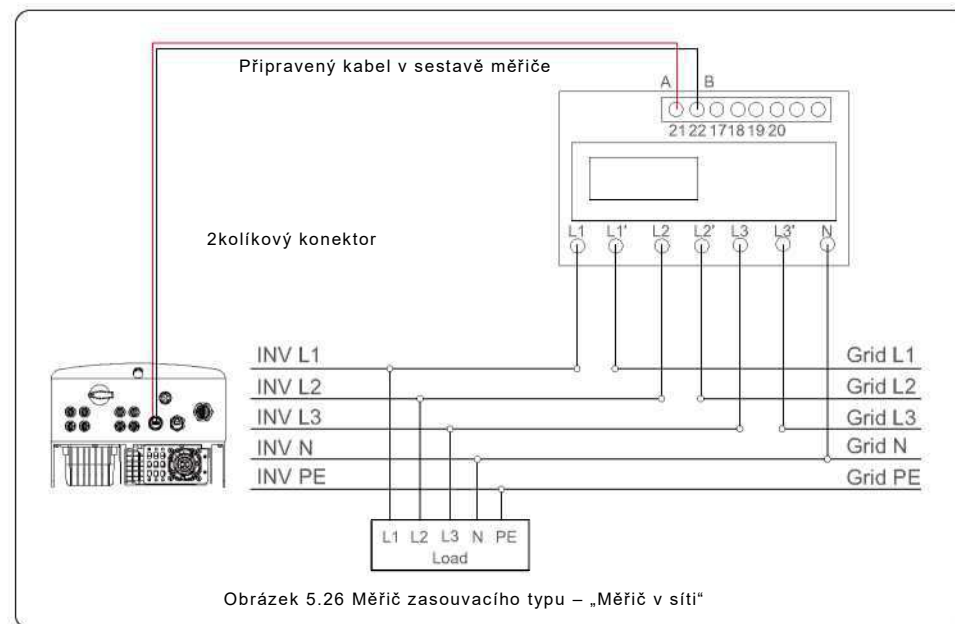 Připravený kabel v sestavě měřiče
A B
21 22 17 18 19 20
2kolíkový konektor
L1 L1' L2 L2' L3 L3' N
INV L1 Grid L1
INV L2 Grid L2
INV L3 Grid L3
INV N Grid N
INV PE Grid PE
L1 L2 L3 N PE
Load
Obrázek 5.26 Měřič zasouvacího typu – „Měřič v síti“